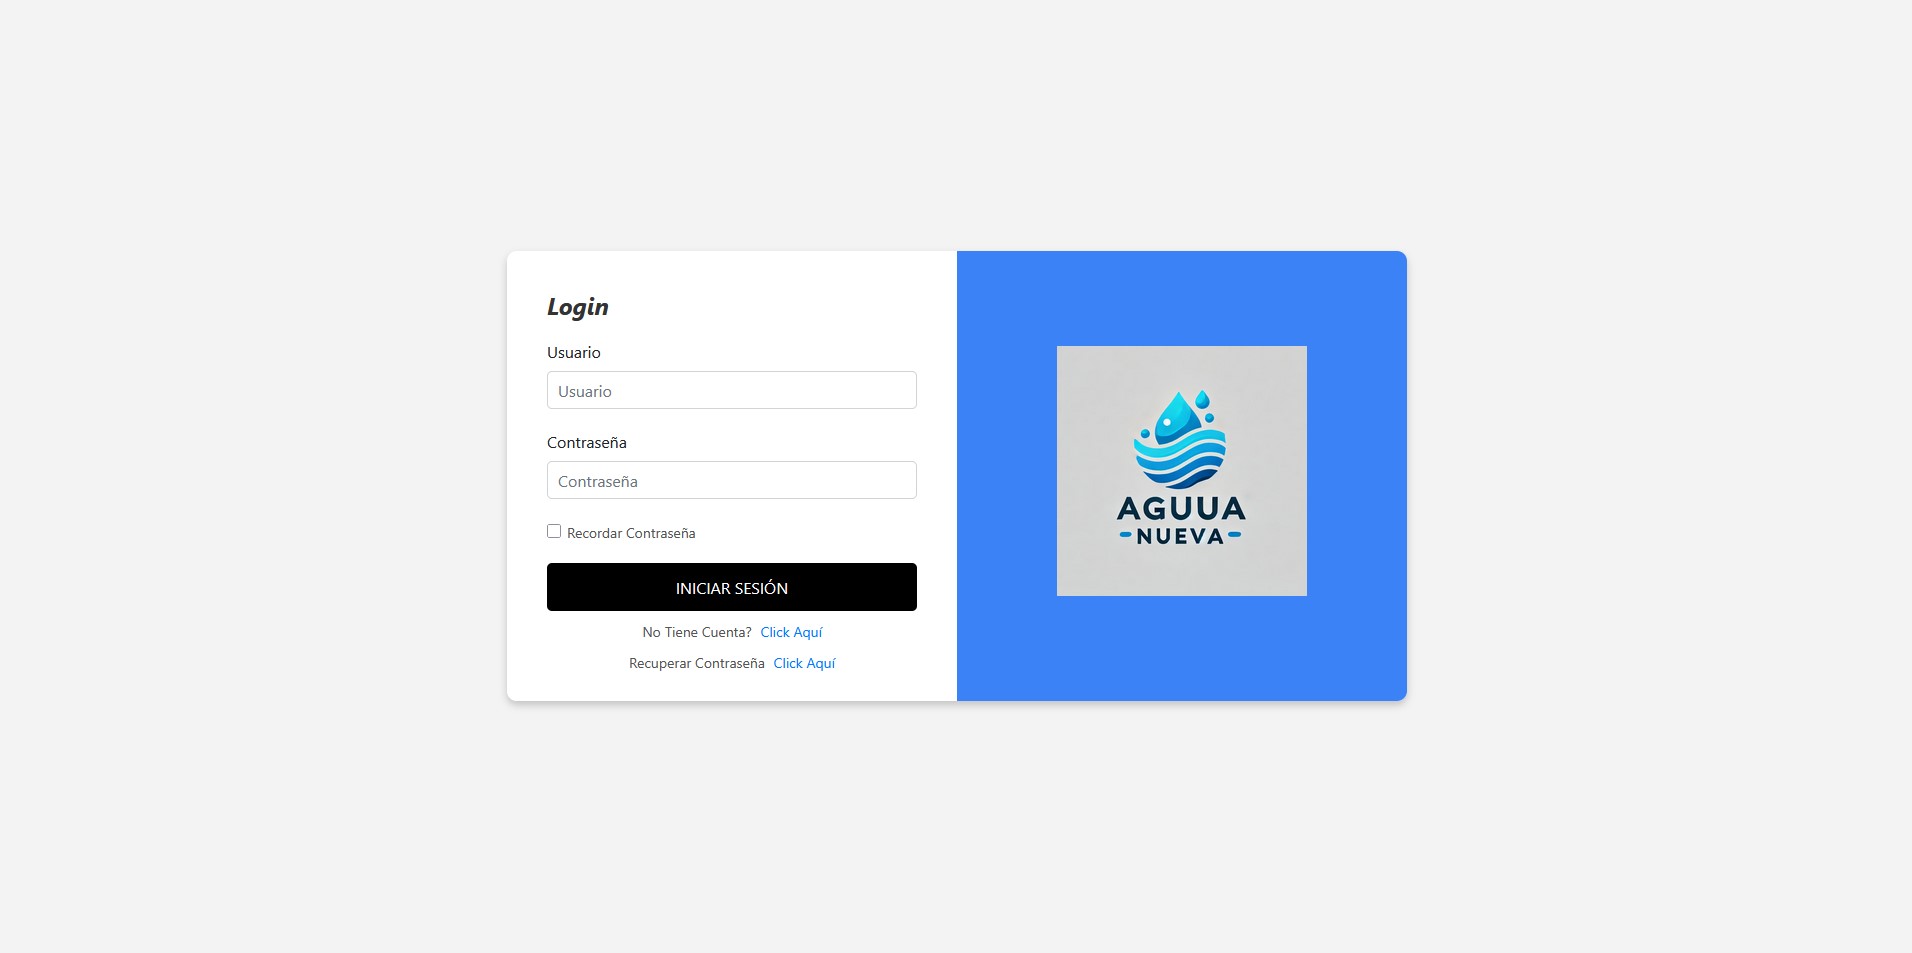 Login
Usuario
Usuario
Contraseña
Contraseña
Recordar Contraseña
INICIAR SESIÓN
No Tiene Cuenta? Click Aquí
Recuperar Contraseña Click Aquí
AGUUA
NUEVA